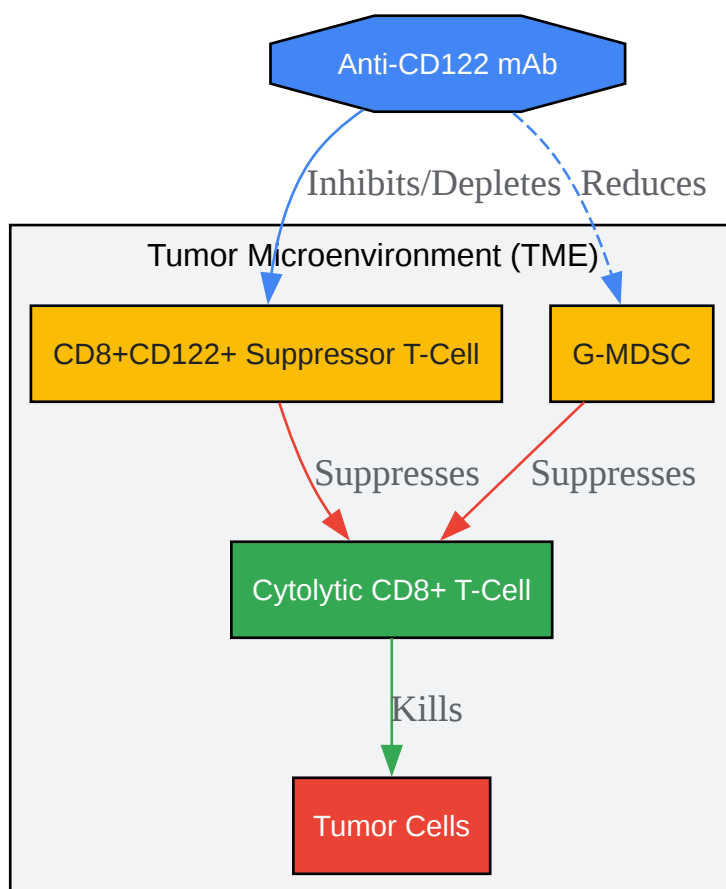 Anti-CD122 mAb
Inhibits/Depletes
Reduces
Tumor Microenvironment (TME)
CD8+CD122+ Suppressor T-Cell
G-MDSC
Suppresses
Suppresses
Cytolytic CD8+ T-Cell
Kills
Tumor Cells